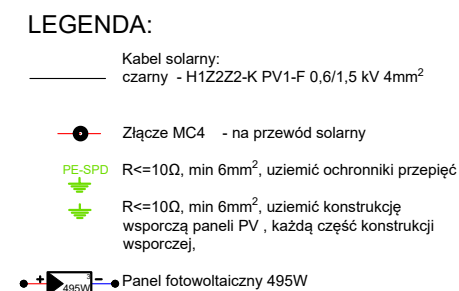 LEGENDA:
Kabel solarny:
czarny - H1Z2Z2-K PV1-F 0,6/1,5 kV 4mm²
Złącze MC4 - na przewód solarny
PE-SPD R<=10Ω, min 6mm², uziemić ochronniki przepięć
R<=10Ω, min 6mm², uziemić konstrukcję
wsporczą paneli PV , każdą część konstrukcji
wsporczej,
+ 495W - Panel fotowoltaiczny 495W